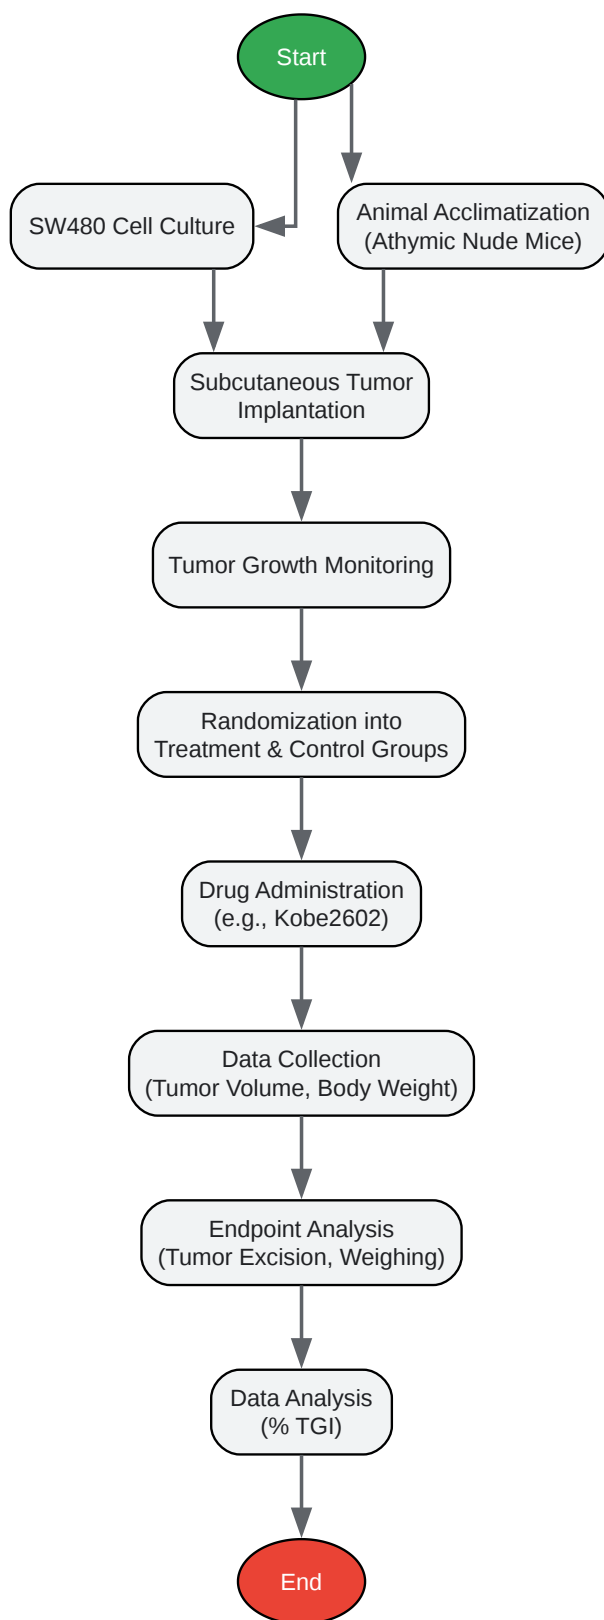 Start
SW480 Cell Culture
Animal Acclimatization
(Athymic Nude Mice)
Subcutaneous Tumor
Implantation
Tumor Growth Monitoring
Randomization into
Treatment & Control Groups
Drug Administration
(e.g., Kobe2602)
Data Collection
(Tumor Volume, Body Weight)
Endpoint Analysis
(Tumor Excision, Weighing)
Data Analysis
(% TGI)
End